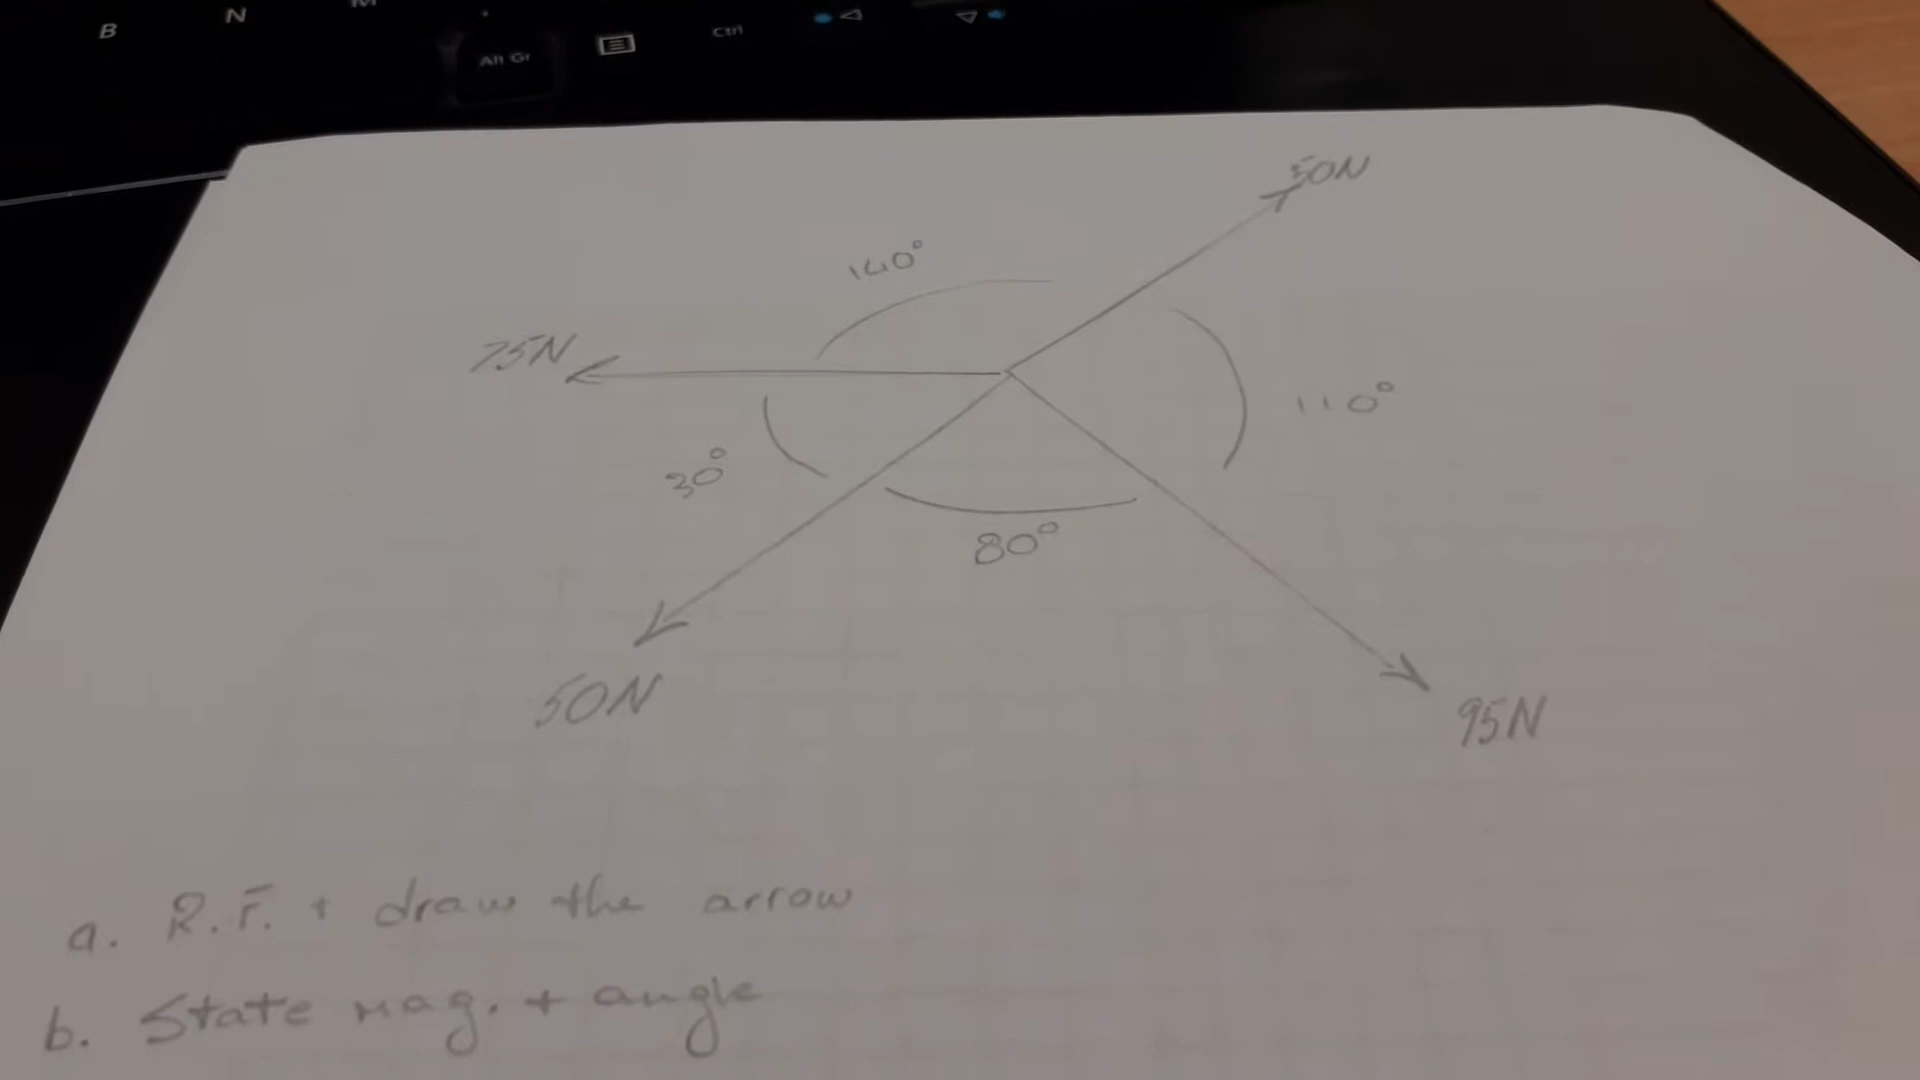 B N M
Alt Gr Ctrl
50N
140°
75N
110°
30°
80°
50N
95N
a. R.F. + draw the arrow
b. State mag. + angle